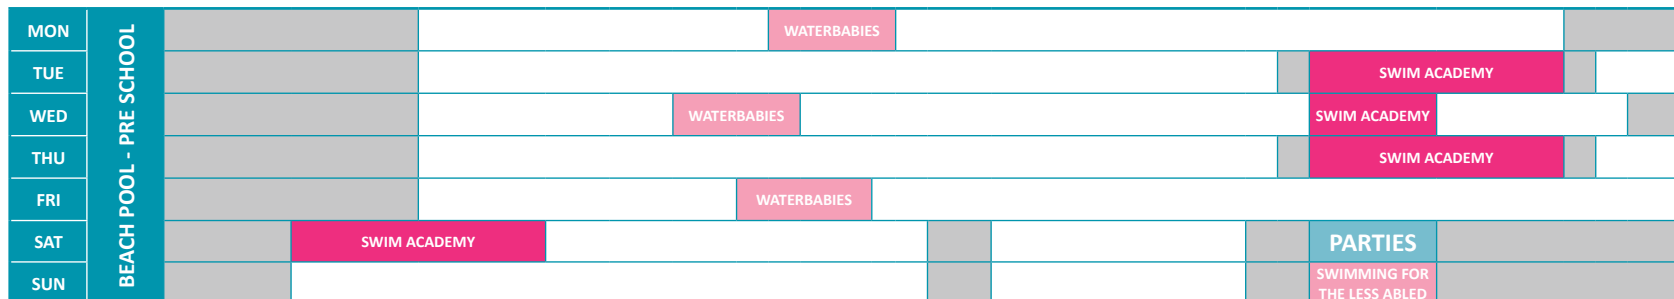 MON
WATERBABIES
TUE
SWIM ACADEMY
WED
WATERBABIES
SWIM ACADEMY
THU
SWIM ACADEMY
FRI
WATERBABIES
SAT
SWIM ACADEMY
PARTIES
SUN
SWIMMING FOR
THE LESS ABLED
BEACH POOL - PRE SCHOOL